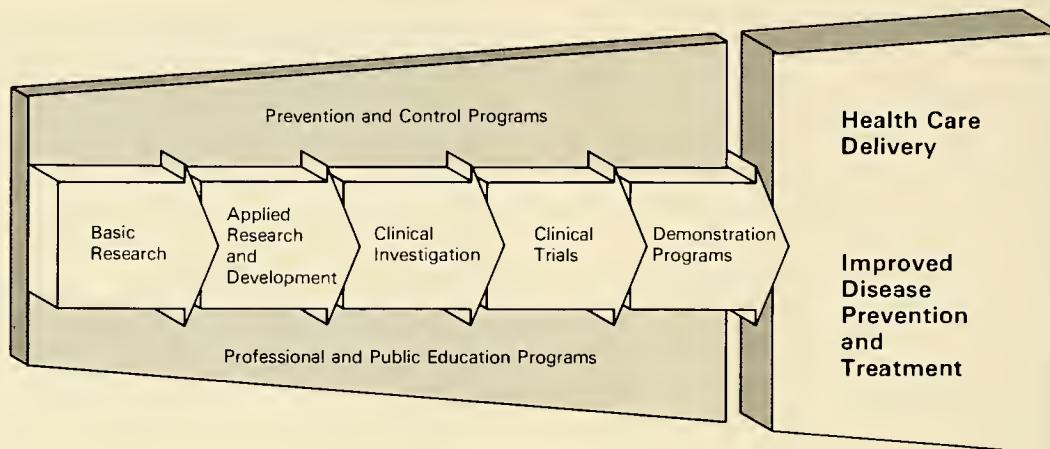 Prevention and Control Programs
Basic
Research
Applied
Research
and
Development
Clinical
Investigation
Clinical
Trials
Demonstration
Programs
Professional and Public Education Programs
Health Care
Delivery
Improved
Disease
Prevention
and
Treatment